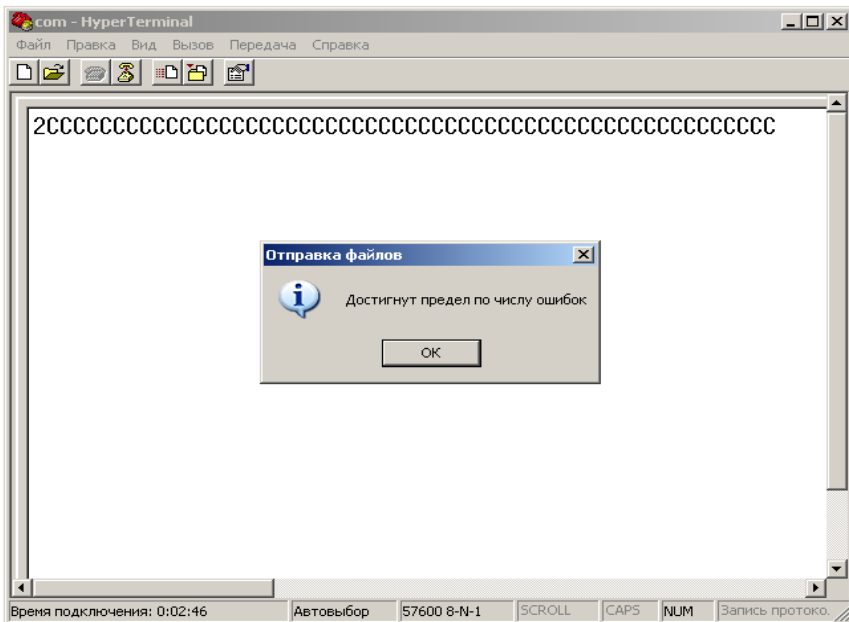 com - HyperTerminal
Файл Правка Вид Вызов Передача Справка
2CCCCCCCCCCCCCCCCCCCCCCCCCCCCCCCCCCCCCCCCCCCCCCCCCCCCCCC
Отправка файлов
Достигнут предел по числу ошибок
OK
Время подключения: 0:02:46 Автовыбор 57600 8-N-1 SCROLL CAPS NUM Запись протоко.